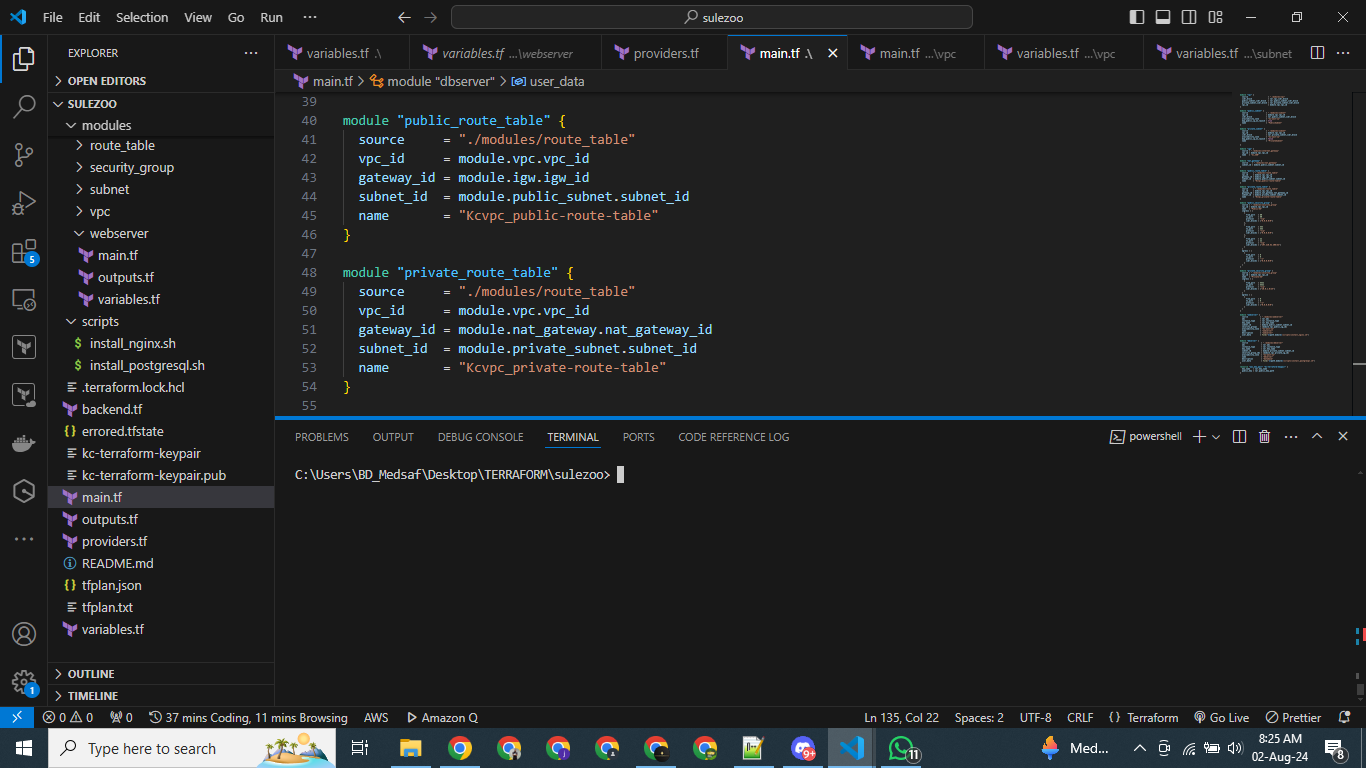 File Edit Selection View Go Run ··· sulezoo
EXPLORER ···
OPEN EDITORS
SULEZOO
modules
route_table
security_group
subnet
vpc
webserver
main.tf
outputs.tf
variables.tf
scripts
$ install_nginx.sh
$ install_postgresql.sh
.terraform.lock.hcl
backend.tf
{} errored.tfstate
kc-terraform-keypair
kc-terraform-keypair.pub
main.tf
outputs.tf
providers.tf
README.md
{} tfplan.json
tfplan.txt
variables.tf
OUTLINE
TIMELINE
5
1
variables.tf .\ variables.tf ...\webserver providers.tf main.tf .\ main.tf ...\vpc variables.tf ...\vpc variables.tf ...\subnet ···
main.tf > module "dbserver" > user_data
39
40 module "public_route_table" {
41 source = "./modules/route_table"
42 vpc_id = module.vpc.vpc_id
43 gateway_id = module.igw.igw_id
44 subnet_id = module.public_subnet.subnet_id
45 name = "Kcvpc_public-route-table"
46 }
47
48 module "private_route_table" {
49 source = "./modules/route_table"
50 vpc_id = module.vpc.vpc_id
51 gateway_id = module.nat_gateway.nat_gateway_id
52 subnet_id = module.private_subnet.subnet_id
53 name = "Kcvpc_private-route-table"
54 }
55
PROBLEMS OUTPUT DEBUG CONSOLE TERMINAL PORTS CODE REFERENCE LOG powershell ···
C:\Users\BD_Medsaf\Desktop\TERRAFORM\sulezoo>
0 0 0 37 mins Coding, 11 mins Browsing AWS Amazon Q Ln 135, Col 22 Spaces: 2 UTF-8 CRLF {} Terraform Go Live Prettier
Type here to search 9+ 11 Med... 8:25 AM
02-Aug-24 8